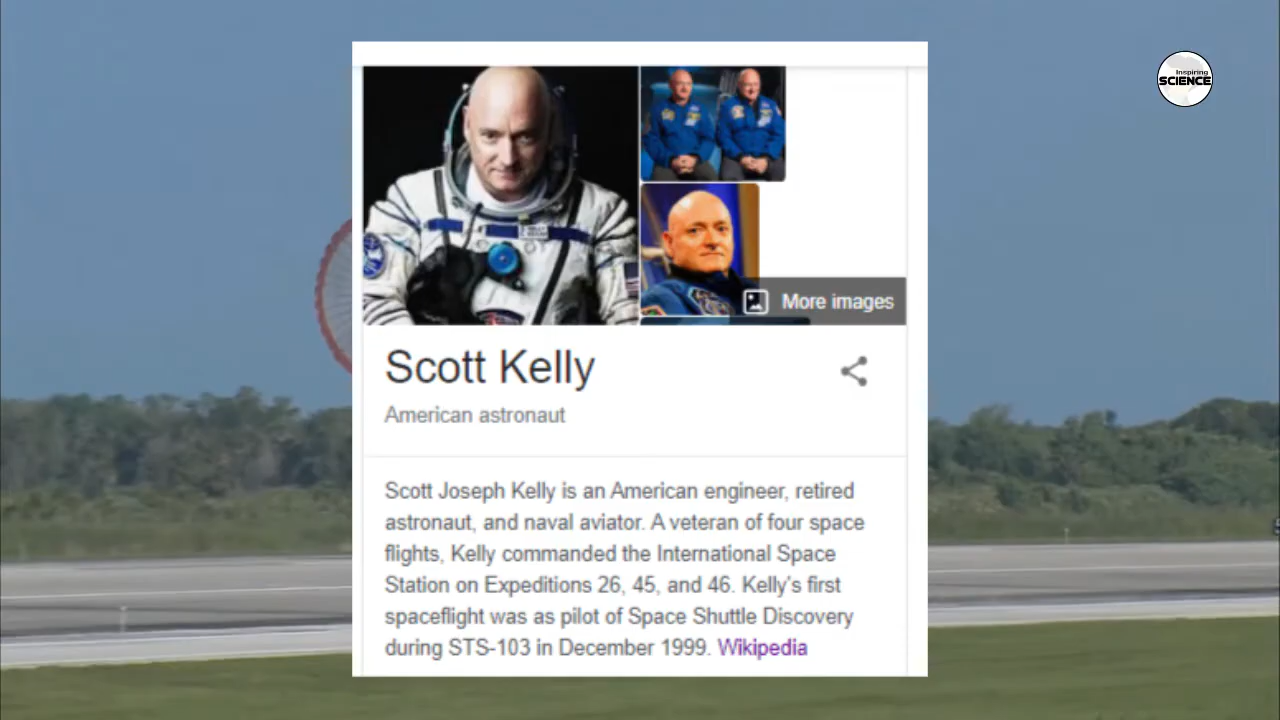 Inspiring
SCIENCE
More images
Scott Kelly
American astronaut
Scott Joseph Kelly is an American engineer, retired
astronaut, and naval aviator. A veteran of four space
flights, Kelly commanded the International Space
Station on Expeditions 26, 45, and 46. Kelly's first
spaceflight was as pilot of Space Shuttle Discovery
during STS-103 in December 1999. Wikipedia